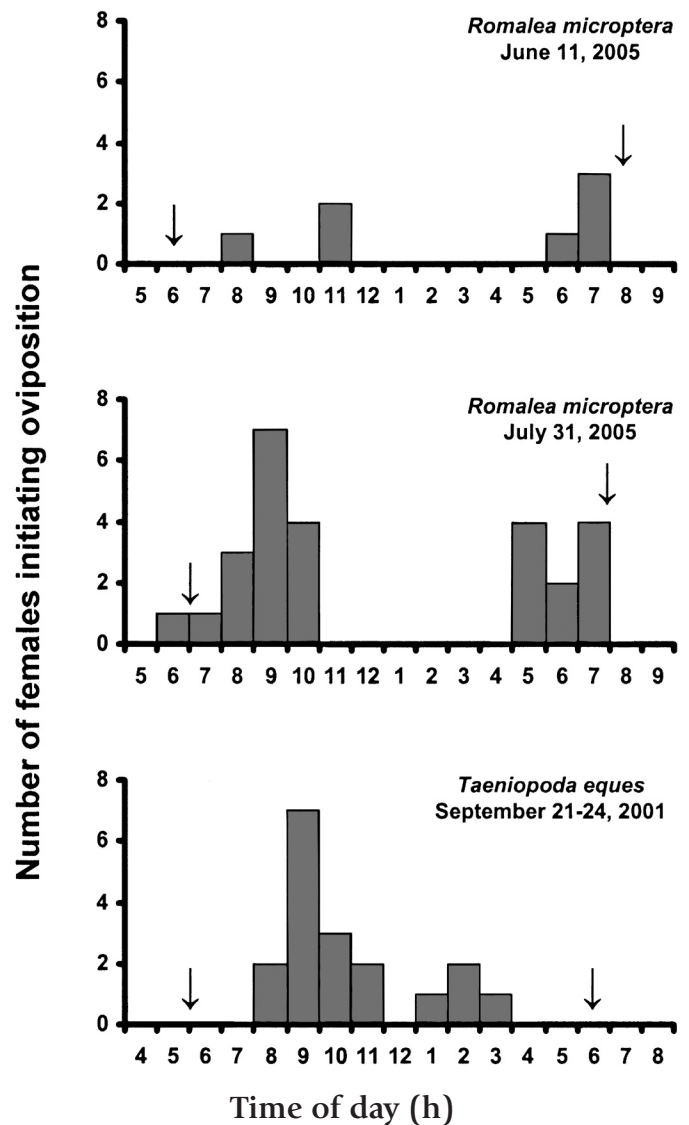 Number of females initiating oviposition
Romalea microptera
June 11, 2005
8
6
4
2
0
5 6 7 8 9 10 11 12 1 2 3 4 5 6 7 8 9
Romalea microptera
July 31, 2005
8
6
4
2
0
5 6 7 8 9 10 11 12 1 2 3 4 5 6 7 8 9
Taeniopoda eques
September 21-24, 2001
8
6
4
2
0
4 5 6 7 8 9 10 11 12 1 2 3 4 5 6 7 8
Time of day (h)